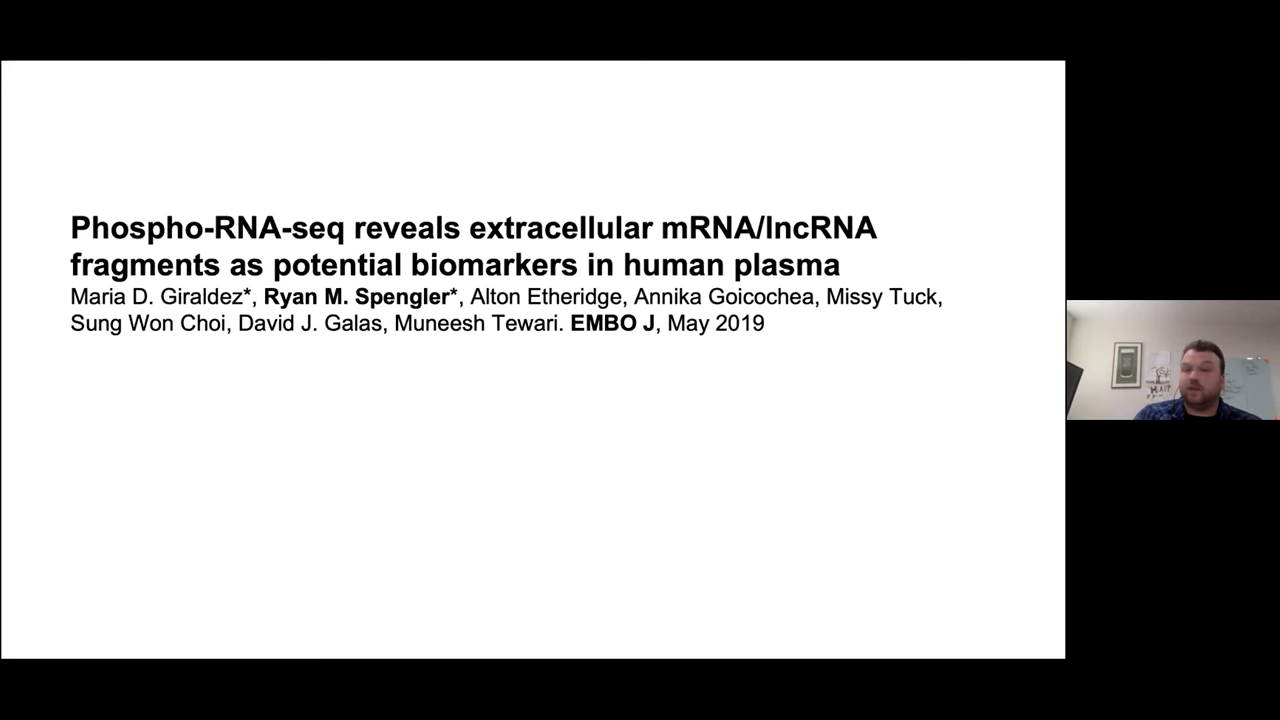 Phospho-RNA-seq reveals extracellular mRNA/lncRNA
fragments as potential biomarkers in human plasma
Maria D. Giraldez*, Ryan M. Spengler*, Alton Etheridge, Annika Goicochea, Missy Tuck,
Sung Won Choi, David J. Galas, Muneesh Tewari. EMBO J, May 2019